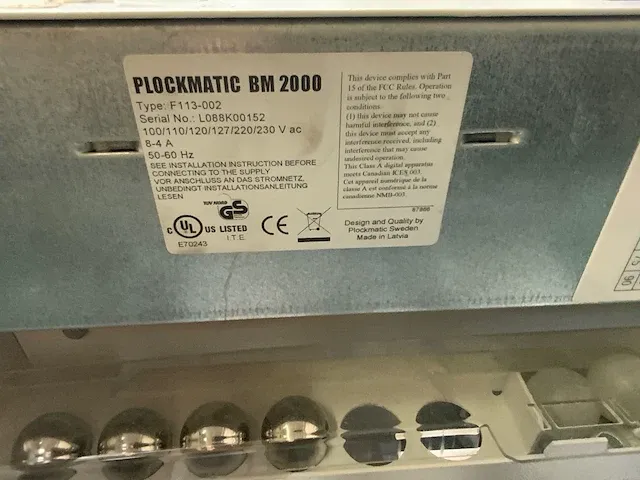 PLOCKMATIC BM 2000
Type: F113-002
Serial No.: L088K00152
100/110/120/127/220/230 V ac
8-4 A
50-60 Hz
SEE INSTALLATION INSTRUCTION BEFORE
CONNECTING TO THE SUPPLY
VOR ANSCHLUSS AN DAS STROMNETZ,
UNBEDINGT INSTALLATIONSANLEITUNG
LESEN
GS
C UL US LISTED
I.T.E.
E70243
CE
This device complies with Part
15 of the FCC Rules. Operation
is subject to the following two
conditions:
(1) this device may not cause
harmful interference, and (2)
this device must accept any
interference received, including
interference that may cause
undesired operation.
This Class A digital apparatus
meets Canadian ICES 003.
Cet appareil numérique de la
classe A est conforme à la norme
canadienne NMB-003.
97886
Design and Quality by
Plockmatic Sweden
Made in Latvia